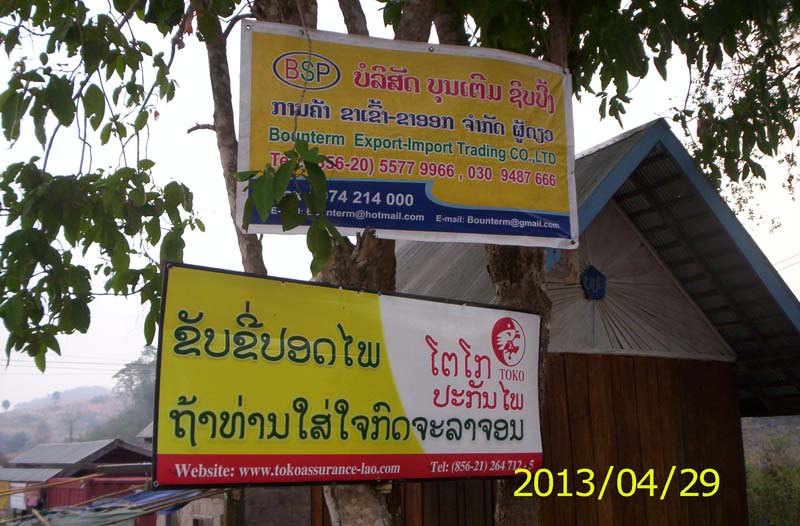 BSP
ບໍລິສັດ ບຸນເຕີມ ຊິບປິ້ງ
ການຄ້າ ຂາເຂົ້າ-ຂາອອກ ຈຳກັດ ຜູ້ດຽວ
Bounterm Export-Import Trading CO.,LTD
856-20) 5577 9966 , 030 9487 666
74 214 000
E-mail: Bounterm@hotmail.com E-mail: Bounterm@gmail.com
ຂັບຂີ່ປອດໄພ
ໂຕໂກ
TOKO
ປະກັນໄພ
ຖ້າທ່ານໃສ່ໃຈກົດຈະລາຈອນ
Website: www.tokoassurance-lao.com Tel: (856-21) 264 712 - 5
2013/04/29